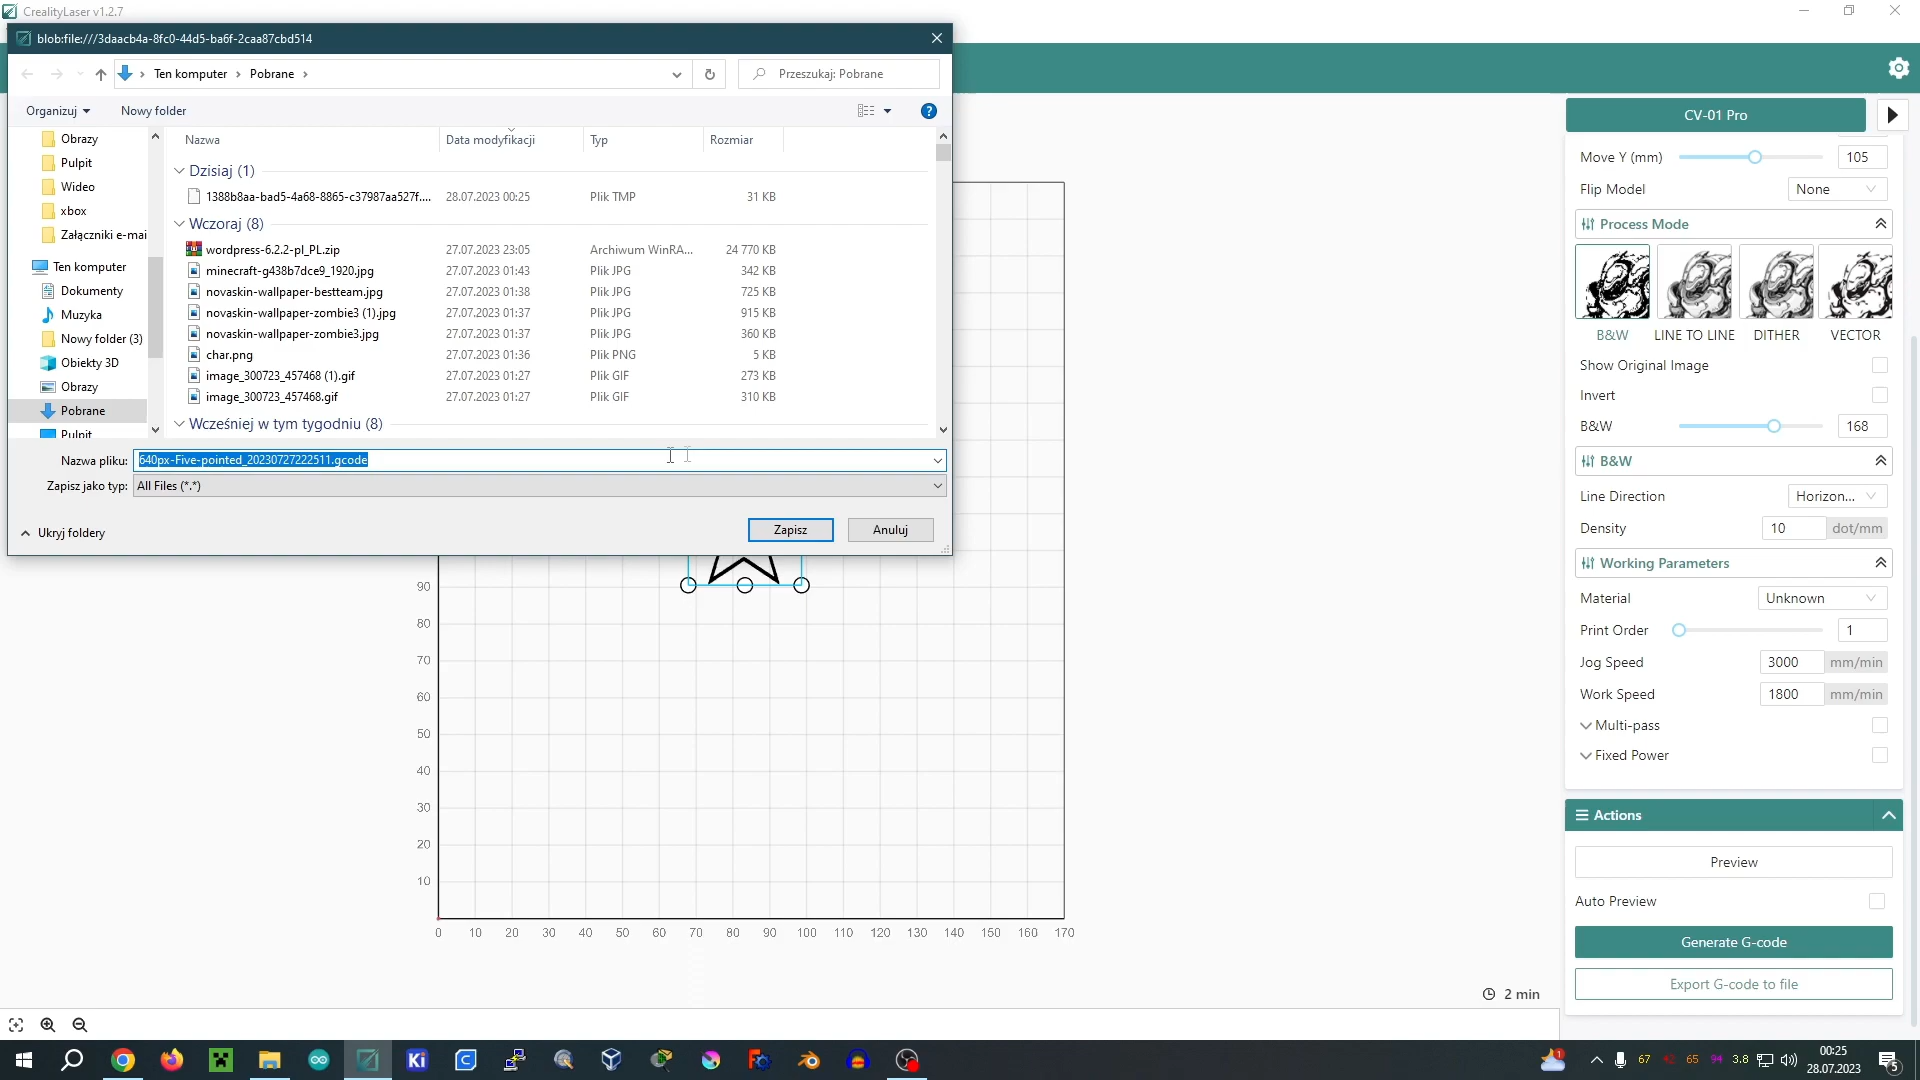 CrealityLaser v1.2.7
blob:file:///3daacb4a-8fc0-44d5-ba6f-2caa87cbd514
Ten komputer
Pobrane
Przeszukaj: Pobrane
Organizuj
Nowy folder
Obrazy
Pulpit
Wideo
xbox
Załączniki e-mai
Ten komputer
Dokumenty
Muzyka
Nowy folder (3)
Obiekty 3D
Obrazy
Pobrane
Pulpit
Nazwa
Data modyfikacji
Typ
Rozmiar
Dzisiaj (1)
1388b8aa-bad5-4a68-8865-c37987aa527f.... 28.07.2023 00:25 Plik TMP 31 KB
Wczoraj (8)
wordpress-6.2.2-pl_PL.zip 27.07.2023 23:05 Archiwum WinRA... 24 770 KB
minecraft-g438b7dce9_1920.jpg 27.07.2023 01:43 Plik JPG 342 KB
novaskin-wallpaper-bestteam.jpg 27.07.2023 01:38 Plik JPG 725 KB
novaskin-wallpaper-zombie3 (1).jpg 27.07.2023 01:37 Plik JPG 915 KB
novaskin-wallpaper-zombie3.jpg 27.07.2023 01:37 Plik JPG 360 KB
char.png 27.07.2023 01:36 Plik PNG 5 KB
image_300723_457468 (1).gif 27.07.2023 01:27 Plik GIF 273 KB
image_300723_457468.gif 27.07.2023 01:27 Plik GIF 310 KB
Wcześniej w tym tygodniu (8)
Nazwa pliku: 640px-Five-pointed_20230727222511.gcode
Zapisz jako typ: All Files (*.*)
Ukryj foldery
Zapisz
Anuluj
90
80
70
60
50
40
30
20
10
0 10 20 30 40 50 60 70 80 90 100 110 120 130 140 150 160 170
2 min
CV-01 Pro
Move Y (mm) 105
Flip Model None
Process Mode
B&W LINE TO LINE DITHER VECTOR
Show Original Image
Invert
B&W 168
B&W
Line Direction Horizon...
Density 10 dot/mm
Working Parameters
Material Unknown
Print Order 1
Jog Speed 3000 mm/min
Work Speed 1800 mm/min
Multi-pass
Fixed Power
Actions
Preview
Auto Preview
Generate G-code
Export G-code to file
Ki
1
67
65
94
3.8
00:25
28.07.2023
5